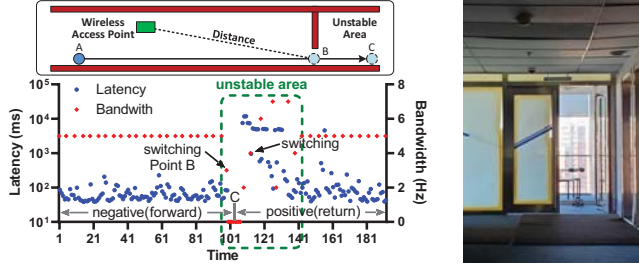 Wireless
Access Point
Distance
Unstable
Area
A
B
C
unstable area
10⁵
10⁴
10³
10²
10¹
Latency (ms)
Latency
Bandwith
switching
Point B
switching
C
negative(forward)
positive(return)
8
6
4
2
0
Bandwidth (Hz)
1 21 41 61 81 101 121 141 161 181
Time